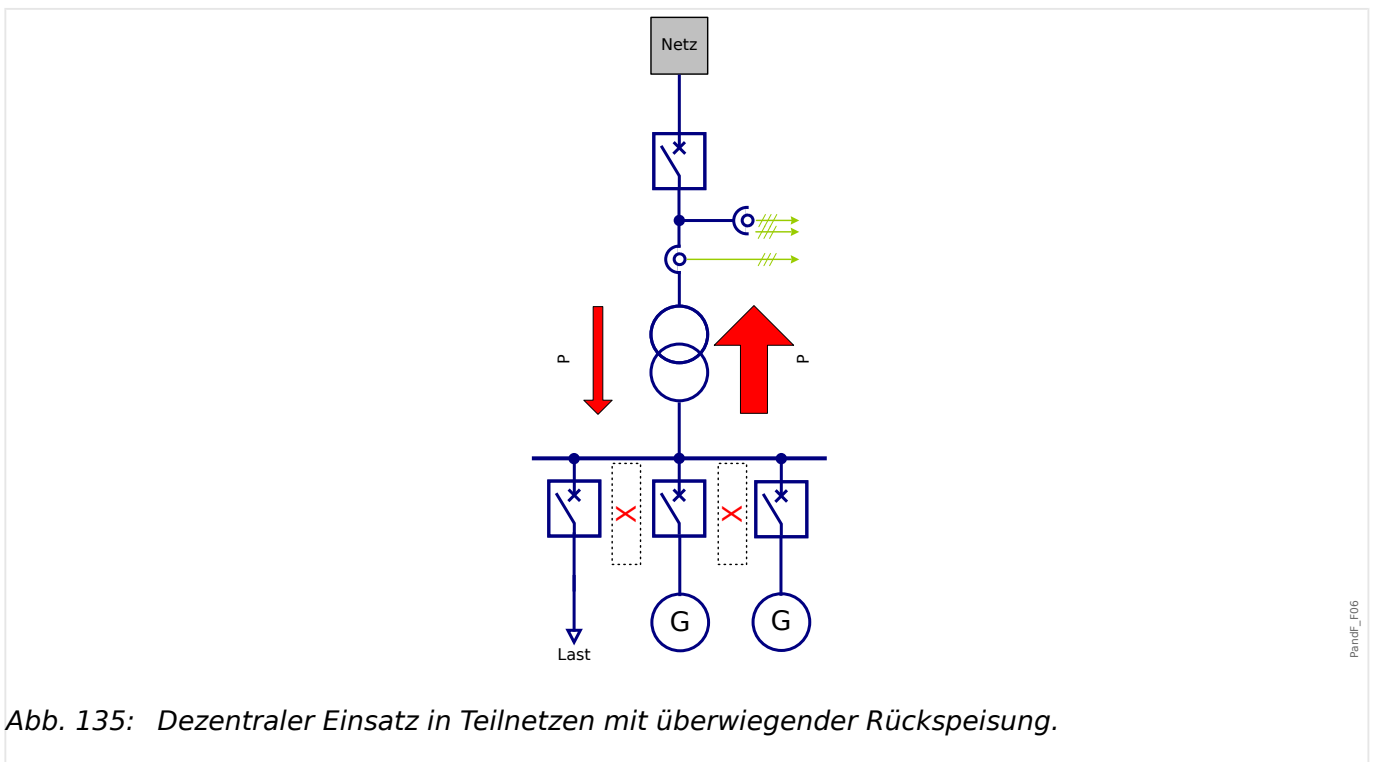 Netz
P
P
G
G
Last
PandF_F06
Abb. 135: Dezentraler Einsatz in Teilnetzen mit überwiegender Rückspeisung.